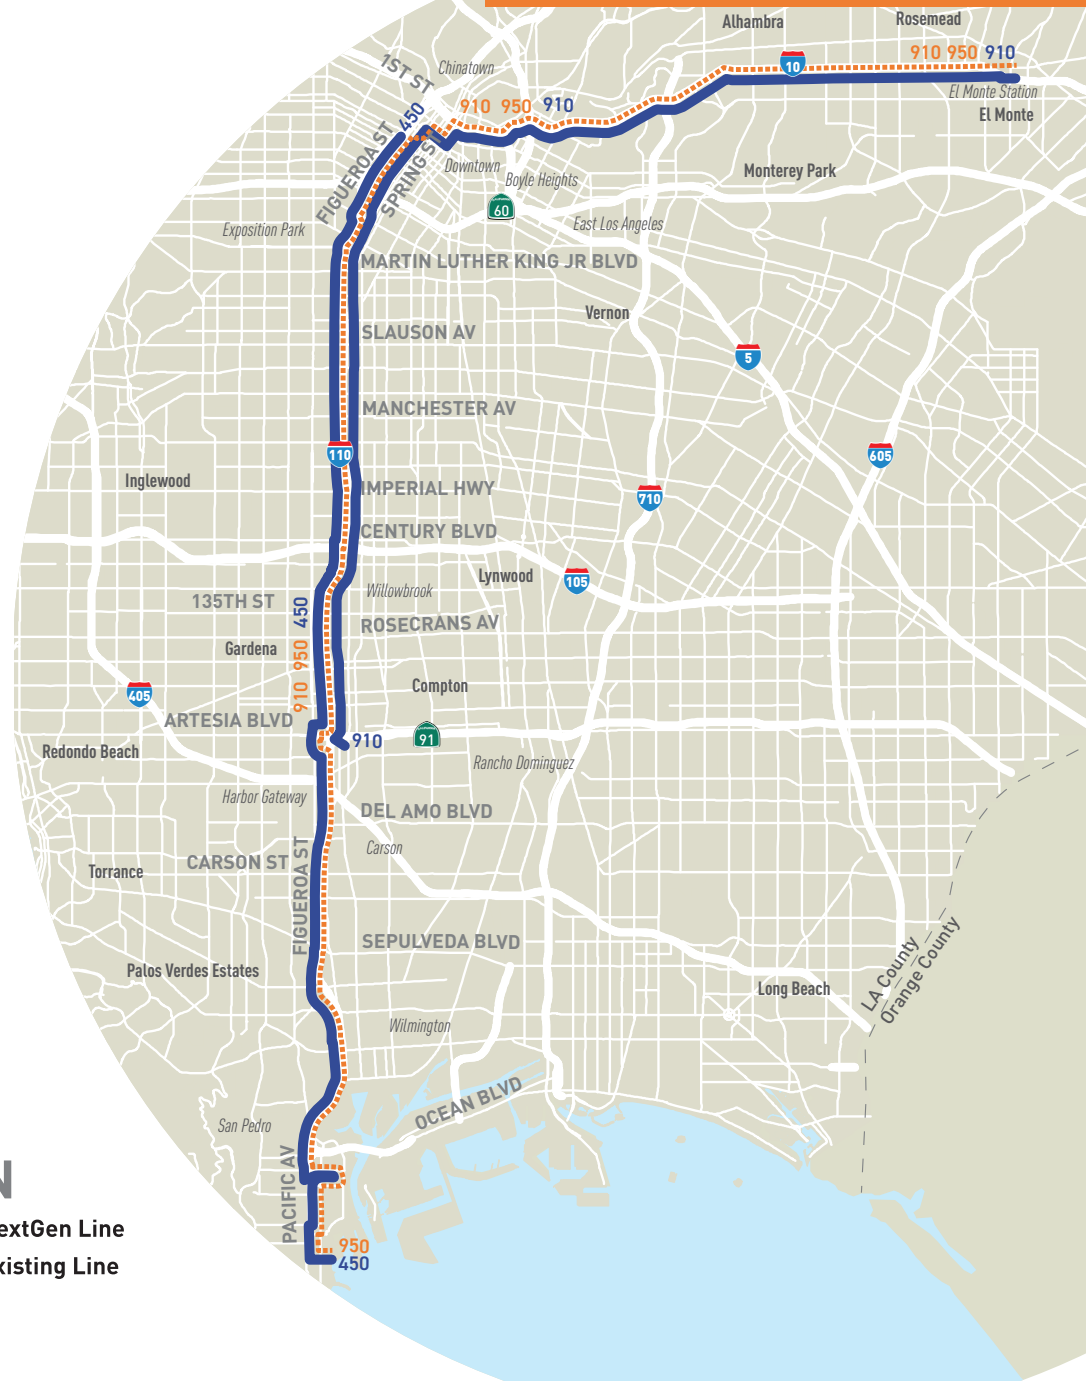 Alhambra
Rosemead
910 950 910
10
El Monte Station
El Monte
1ST ST
Chinatown
450
910 950 910
FIGUEROA ST
SPRING ST
Downtown
Boyle Heights
Monterey Park
60
Exposition Park
East Los Angeles
MARTIN LUTHER KING JR BLVD
Vernon
SLAUSON AV
5
MANCHESTER AV
110
605
Inglewood
IMPERIAL HWY
710
CENTURY BLVD
Lynwood
105
Willowbrook
135TH ST
450
ROSECRANS AV
Gardena
910 950
Compton
405
ARTESIA BLVD
910
91
Redondo Beach
Rancho Dominguez
Harbor Gateway
DEL AMO BLVD
Carson
CARSON ST
Torrance
FIGUEROA ST
SEPULVEDA BLVD
Palos Verdes Estates
LA County
Orange County
Long Beach
Wilmington
OCEAN BLVD
San Pedro
PACIFIC AV
N
extGen Line
950
xisting Line
450